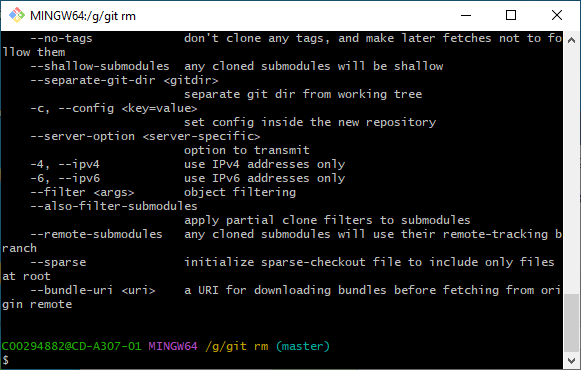 MINGW64:/g/git rm
--no-tags don't clone any tags, and make later fetches not to fo
llow them
--shallow-submodules any cloned submodules will be shallow
--separate-git-dir <gitdir>
separate git dir from working tree
-c, --config <key=value>
set config inside the new repository
--server-option <server-specific>
option to transmit
-4, --ipv4 use IPv4 addresses only
-6, --ipv6 use IPv6 addresses only
--filter <args> object filtering
--also-filter-submodules
apply partial clone filters to submodules
--remote-submodules any cloned submodules will use their remote-tracking b
ranch
--sparse initialize sparse-checkout file to include only files
at root
--bundle-uri <uri> a URI for downloading bundles before fetching from ori
gin remote
C00294882@CD-A307-01 MINGW64 /g/git rm (master)
$